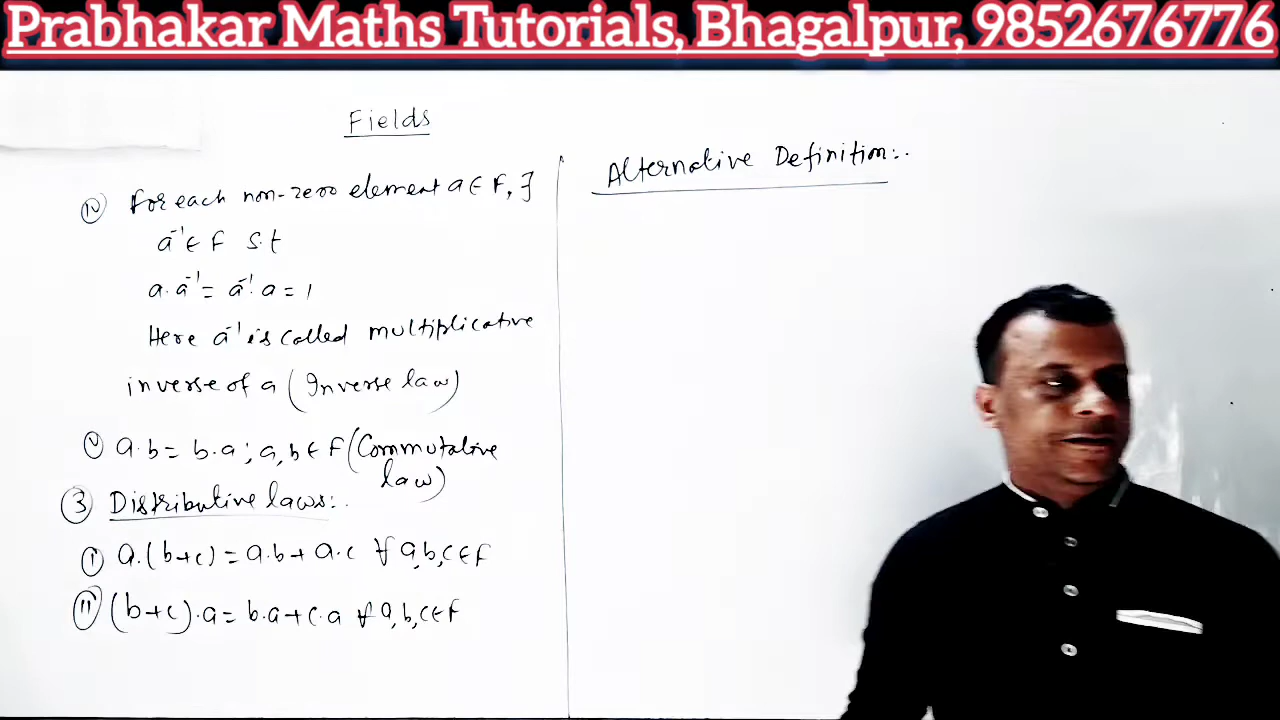 Prabhakar Maths Tutorials, Bhagalpur, 9852676776
Fields
(iv) For each non-zero element a ∈ F, ∃
a⁻¹ ∈ F s.t
a.a⁻¹ = a⁻¹.a = 1
Here a⁻¹ is called multiplicative
inverse of a (Inverse law)
(v) a.b = b.a ; a,b ∈ F (Commutative
law)
(3) Distributive laws:.
(i) a.(b+c) = a.b + a.c ∀ a,b,c ∈ F
(ii) (b+c).a = b.a + c.a ∀ a,b,c ∈ F
Alternative Definition:.